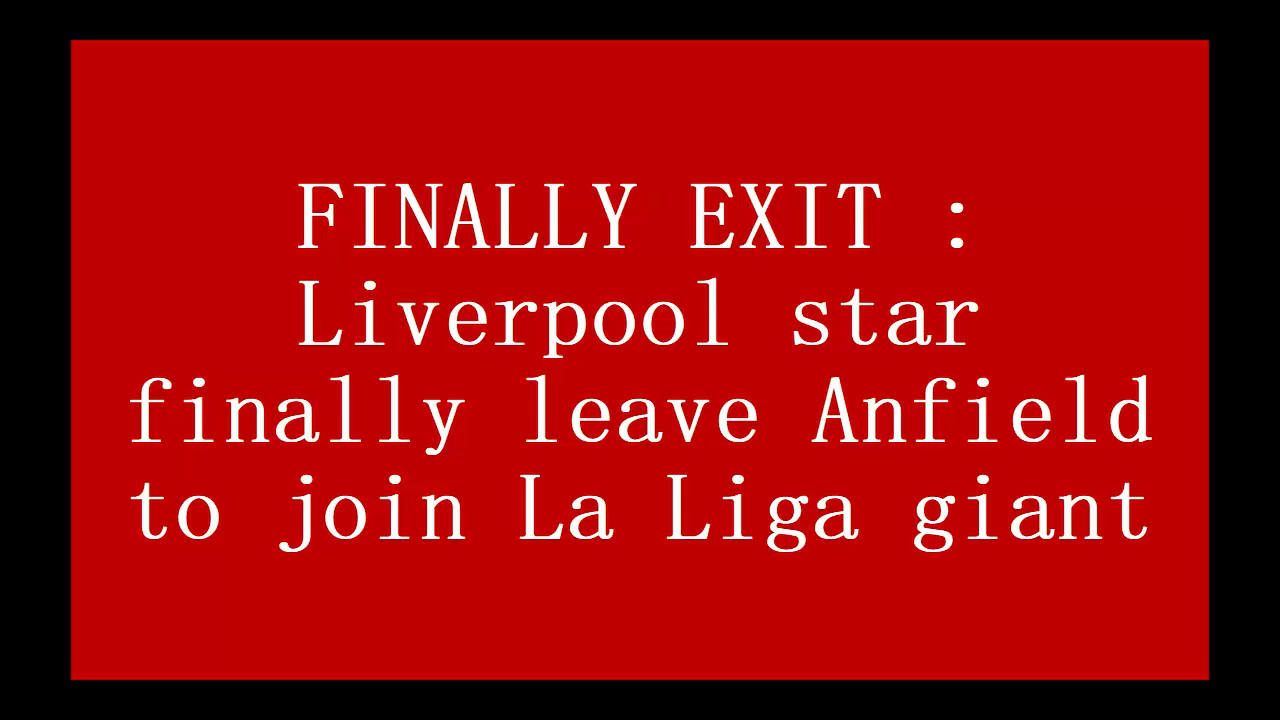 FINALLY EXIT :
Liverpool star
finally leave Anfield
to join La Liga giant